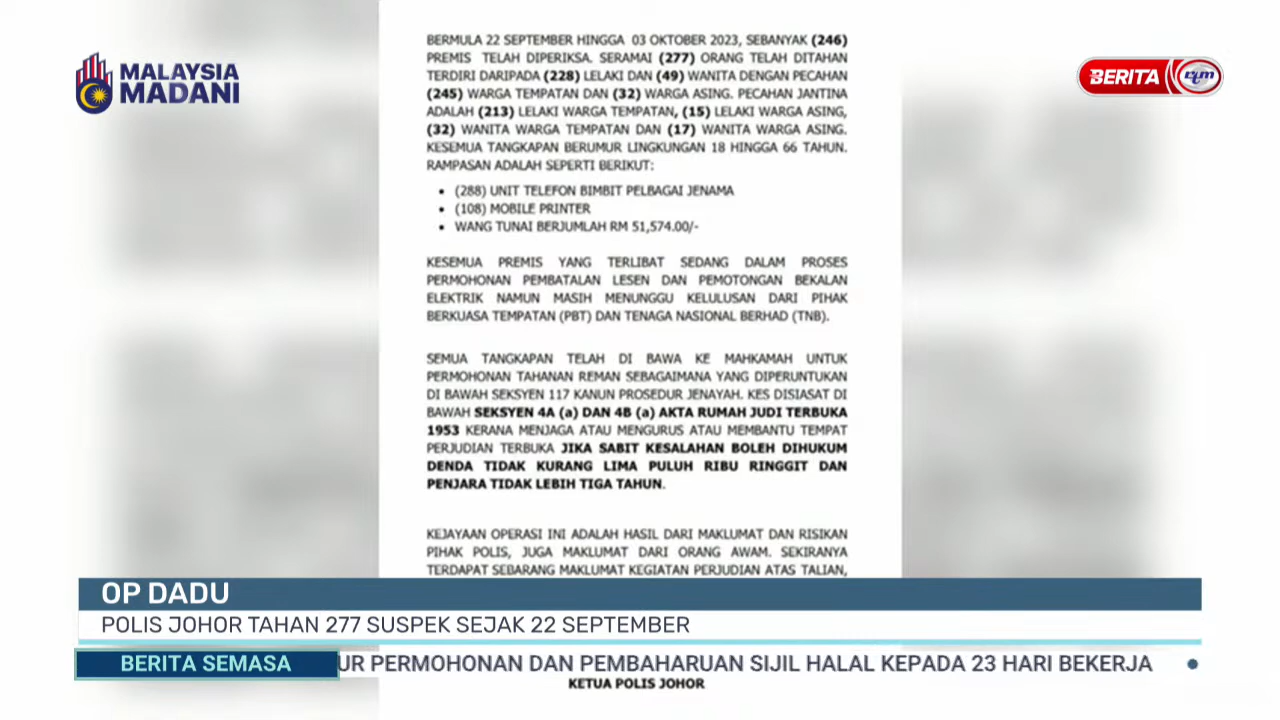 BERMULA 22 SEPTEMBER HINGGA 03 OKTOBER 2023, SEBANYAK (246)
PREMIS TELAH DIPERIKSA. SERAMAI (277) ORANG TELAH DITAHAN
TERDIRI DARIPADA (228) LELAKI DAN (49) WANITA DENGAN PECAHAN
(245) WARGA TEMPATAN DAN (32) WARGA ASING. PECAHAN JANTINA
ADALAH (213) LELAKI WARGA TEMPATAN, (15) LELAKI WARGA ASING,
(32) WANITA WARGA TEMPATAN DAN (17) WANITA WARGA ASING.
KESEMUA TANGKAPAN BERUMUR LINGKUNGAN 18 HINGGA 66 TAHUN.
RAMPASAN ADALAH SEPERTI BERIKUT:
• (288) UNIT TELEFON BIMBIT PELBAGAI JENAMA
• (108) MOBILE PRINTER
• WANG TUNAI BERJUMLAH RM 51,574.00/-
KESEMUA PREMIS YANG TERLIBAT SEDANG DALAM PROSES
PERMOHONAN PEMBATALAN LESEN DAN PEMOTONGAN BEKALAN
ELEKTRIK NAMUN MASIH MENUNGGU KELULUSAN DARI PIHAK
BERKUASA TEMPATAN (PBT) DAN TENAGA NASIONAL BERHAD (TNB).
SEMUA TANGKAPAN TELAH DI BAWA KE MAHKAMAH UNTUK
PERMOHONAN TAHANAN REMAN SEBAGAIMANA YANG DIPERUNTUKAN
DI BAWAH SEKSYEN 117 KANUN PROSEDUR JENAYAH. KES DISIASAT DI
BAWAH SEKSYEN 4A (a) DAN 4B (a) AKTA RUMAH JUDI TERBUKA
1953 KERANA MENJAGA ATAU MENGURUS ATAU MEMBANTU TEMPAT
PERJUDIAN TERBUKA JIKA SABIT KESALAHAN BOLEH DIHUKUM
DENDA TIDAK KURANG LIMA PULUH RIBU RINGGIT DAN
PENJARA TIDAK LEBIH TIGA TAHUN.
KEJAYAAN OPERASI INI ADALAH HASIL DARI MAKLUMAT DAN RISIKAN
PIHAK POLIS, JUGA MAKLUMAT DARI ORANG AWAM. SEKIRANYA
TERDAPAT SEBARANG MAKLUMAT KEGIATAN PERJUDIAN ATAS TALIAN,
MALAYSIA
MADANI
BERITA rtm
OP DADU
POLIS JOHOR TAHAN 277 SUSPEK SEJAK 22 SEPTEMBER
BERITA SEMASA
UR PERMOHONAN DAN PEMBAHARUAN SIJIL HALAL KEPADA 23 HARI BEKERJA
KETUA POLIS JOHOR